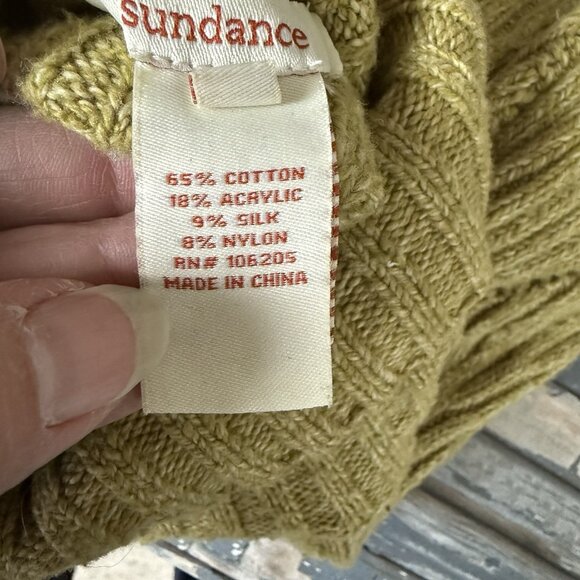 sundance
65% COTTON
18% ACRYLIC
9% SILK
8% NYLON
RN# 106205
MADE IN CHINA